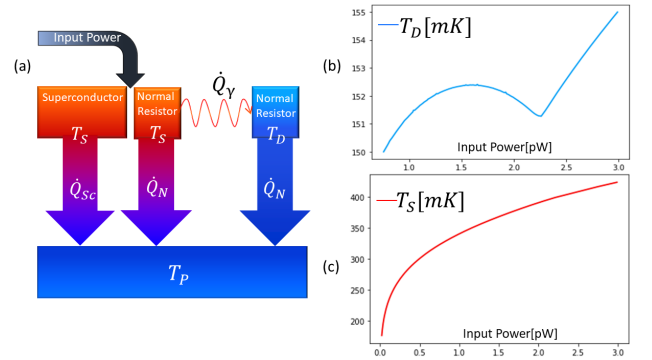 Input Power
(a)
Superconductor
T_S
Normal
Resistor
T_S
Q̇_γ
Normal
Resistor
T_D
Q̇_Sc
Q̇_N
Q̇_N
T_P
(b)
T_D[mK]
155
154
153
152
151
150
Input Power[pW]
1.0
1.5
2.0
2.5
3.0
(c)
T_S[mK]
400
350
300
250
200
Input Power[pW]
0.0
0.5
1.0
1.5
2.0
2.5
3.0